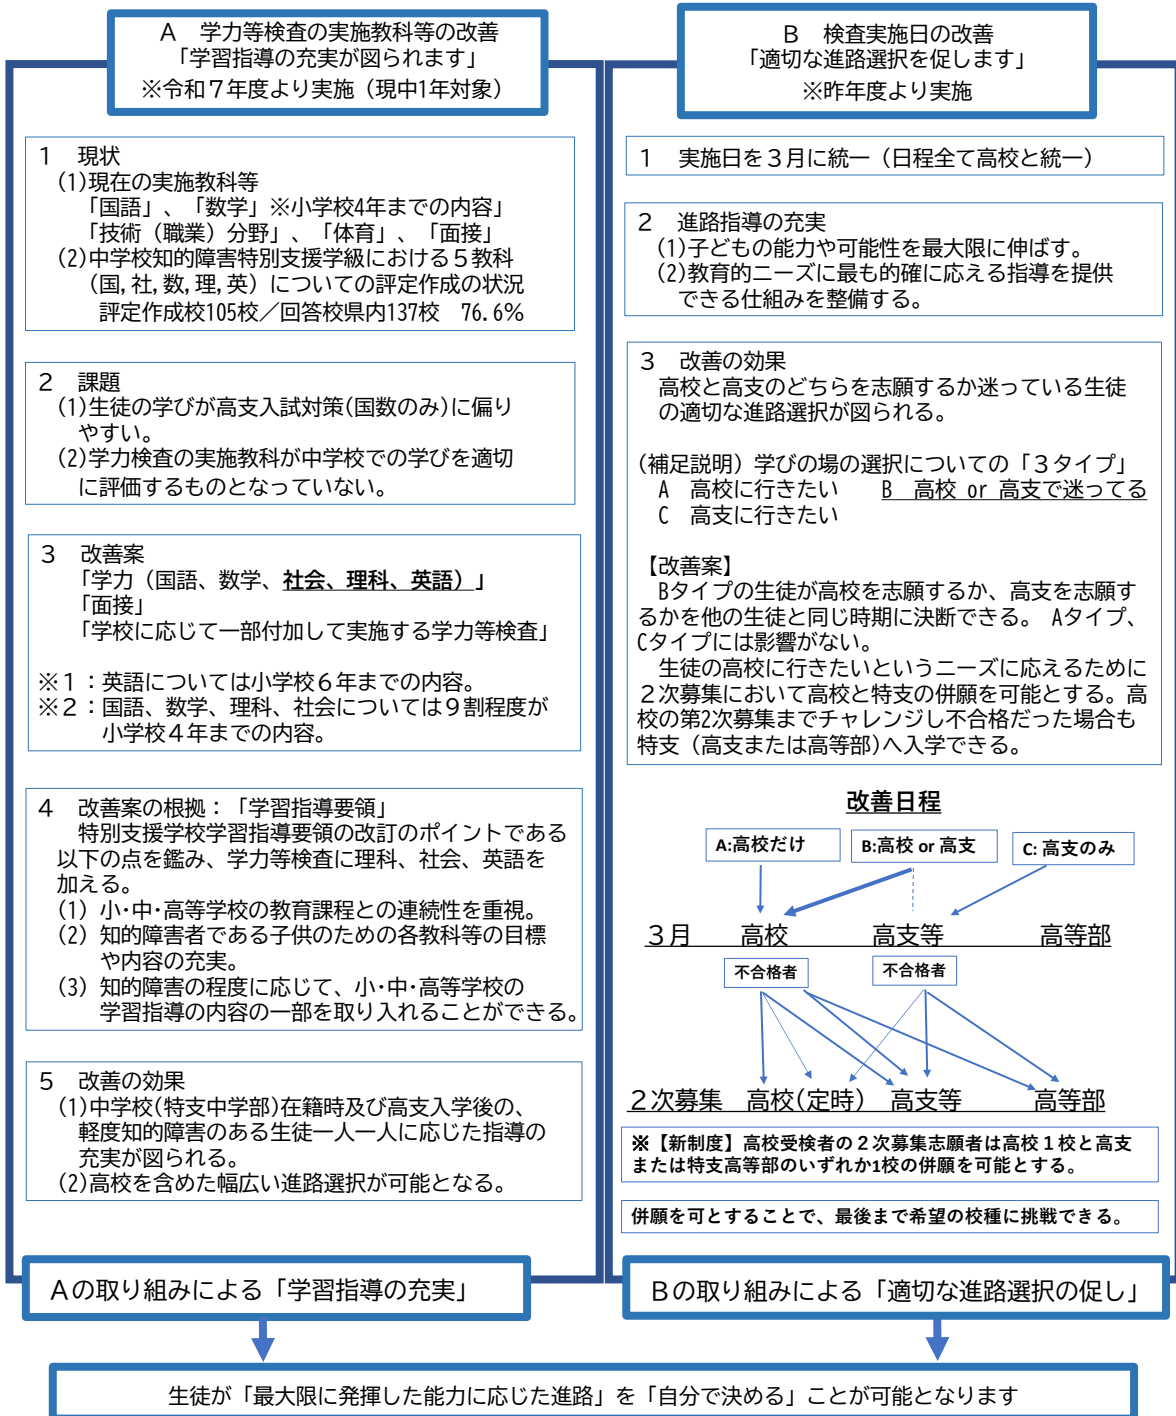 A　学力等検査の実施教科等の改善
「学習指導の充実が図られます」
※令和７年度より実施（現中1年対象）
1　現状
(1)現在の実施教科等
「国語」、「数学」※小学校4年までの内容」
「技術（職業）分野」、「体育」、「面接」
(2)中学校知的障害特別支援学級における５教科
（国,社,数,理,英）についての評定作成の状況
評定作成校105校／回答校県内137校　76.6%
2　課題
(1)生徒の学びが高支入試対策(国数のみ)に偏り
やすい。
(2)学力検査の実施教科が中学校での学びを適切
に評価するものとなっていない。
3　改善案
「学力（国語、数学、社会、理科、英語）」
「面接」
「学校に応じて一部付加して実施する学力等検査」
※１：英語については小学校６年までの内容。
※２：国語、数学、理科、社会については９割程度が
小学校４年までの内容。
4　改善案の根拠：「学習指導要領」
特別支援学校学習指導要領の改訂のポイントである
以下の点を鑑み、学力等検査に理科、社会、英語を
加える。
(1) 小・中・高等学校の教育課程との連続性を重視。
(2) 知的障害者である子供のための各教科等の目標
や内容の充実。
(3) 知的障害の程度に応じて、小・中・高等学校の
学習指導の内容の一部を取り入れることができる。
5　改善の効果
(1)中学校(特支中学部)在籍時及び高支入学後の、
軽度知的障害のある生徒一人一人に応じた指導の
充実が図られる。
(2)高校を含めた幅広い進路選択が可能となる。
Aの取り組みによる「学習指導の充実」
B　検査実施日の改善
「適切な進路選択を促します」
※昨年度より実施
1　実施日を３月に統一（日程全て高校と統一）
2　進路指導の充実
(1)子どもの能力や可能性を最大限に伸ばす。
(2)教育的ニーズに最も的確に応える指導を提供
できる仕組みを整備する。
3　改善の効果
高校と高支のどちらを志願するか迷っている生徒
の適切な進路選択が図られる。
(補足説明）学びの場の選択についての「３タイプ」
A　高校に行きたい　　B　高校 or 高支で迷ってる
C　高支に行きたい
【改善案】
Bタイプの生徒が高校を志願するか、高支を志願す
るかを他の生徒と同じ時期に決断できる。 Aタイプ、
Cタイプには影響がない。
生徒の高校に行きたいというニーズに応えるために
２次募集において高校と特支の併願を可能とする。高
校の第2次募集までチャレンジし不合格だった場合も
特支（高支または高等部)へ入学できる。
改善日程
A:高校だけ　B:高校 or 高支　C: 高支のみ
３月　高校　高支等　高等部
不合格者　不合格者
２次募集　高校(定時)　高支等　高等部
※【新制度】高校受検者の２次募集志願者は高校１校と高支
または特支高等部のいずれか1校の併願を可能とする。
併願を可とすることで、最後まで希望の校種に挑戦できる。
Bの取り組みによる「適切な進路選択の促し」
生徒が「最大限に発揮した能力に応じた進路」を「自分で決める」ことが可能となります